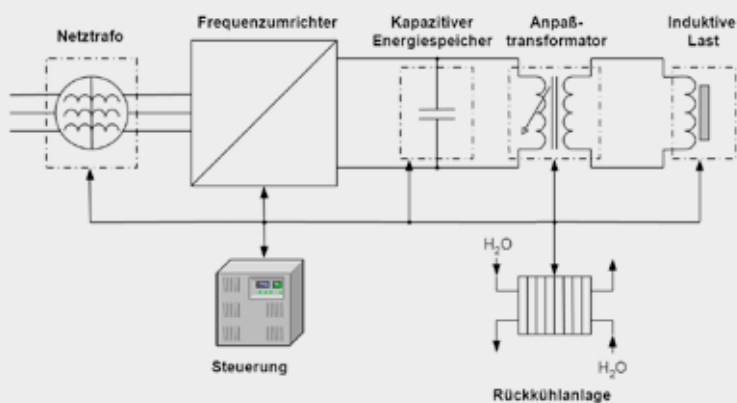 Netztrafo
Frequenzumrichter
Kapazitiver
Energiespeicher
Anpaß-
transformator
Induktive
Last
H₂O
Steuerung
H₂O
Rückkühlanlage